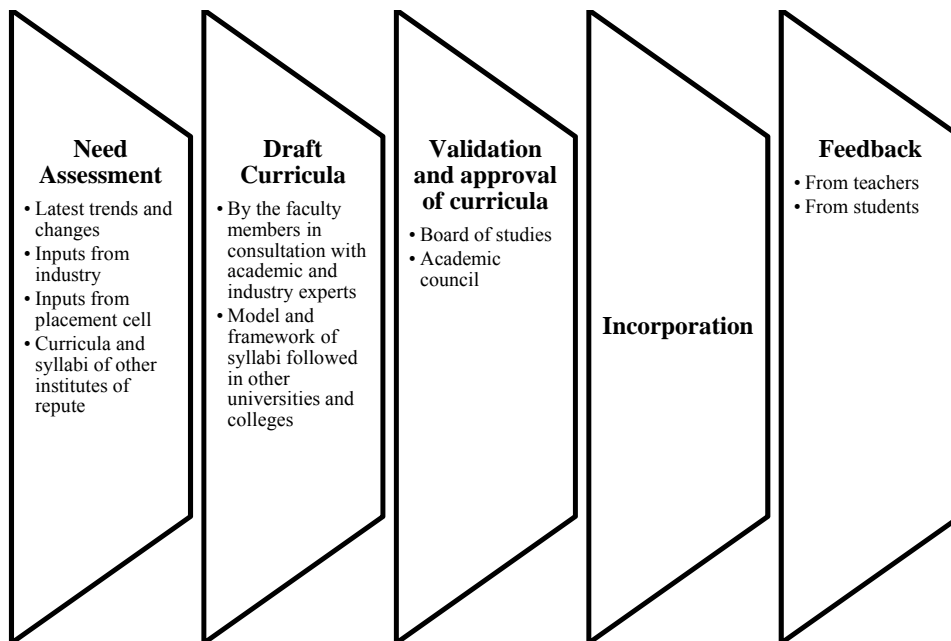 Need
Assessment
• Latest trends and
changes
• Inputs from
industry
• Inputs from
placement cell
• Curricula and
syllabi of other
institutes of
repute
Draft
Curricula
• By the faculty
members in
consultation with
academic and
industry experts
• Model and
framework of
syllabi followed
in other
universities and
colleges
Validation
and approval
of curricula
• Board of studies
• Academic
council
Incorporation
Feedback
• From teachers
• From students